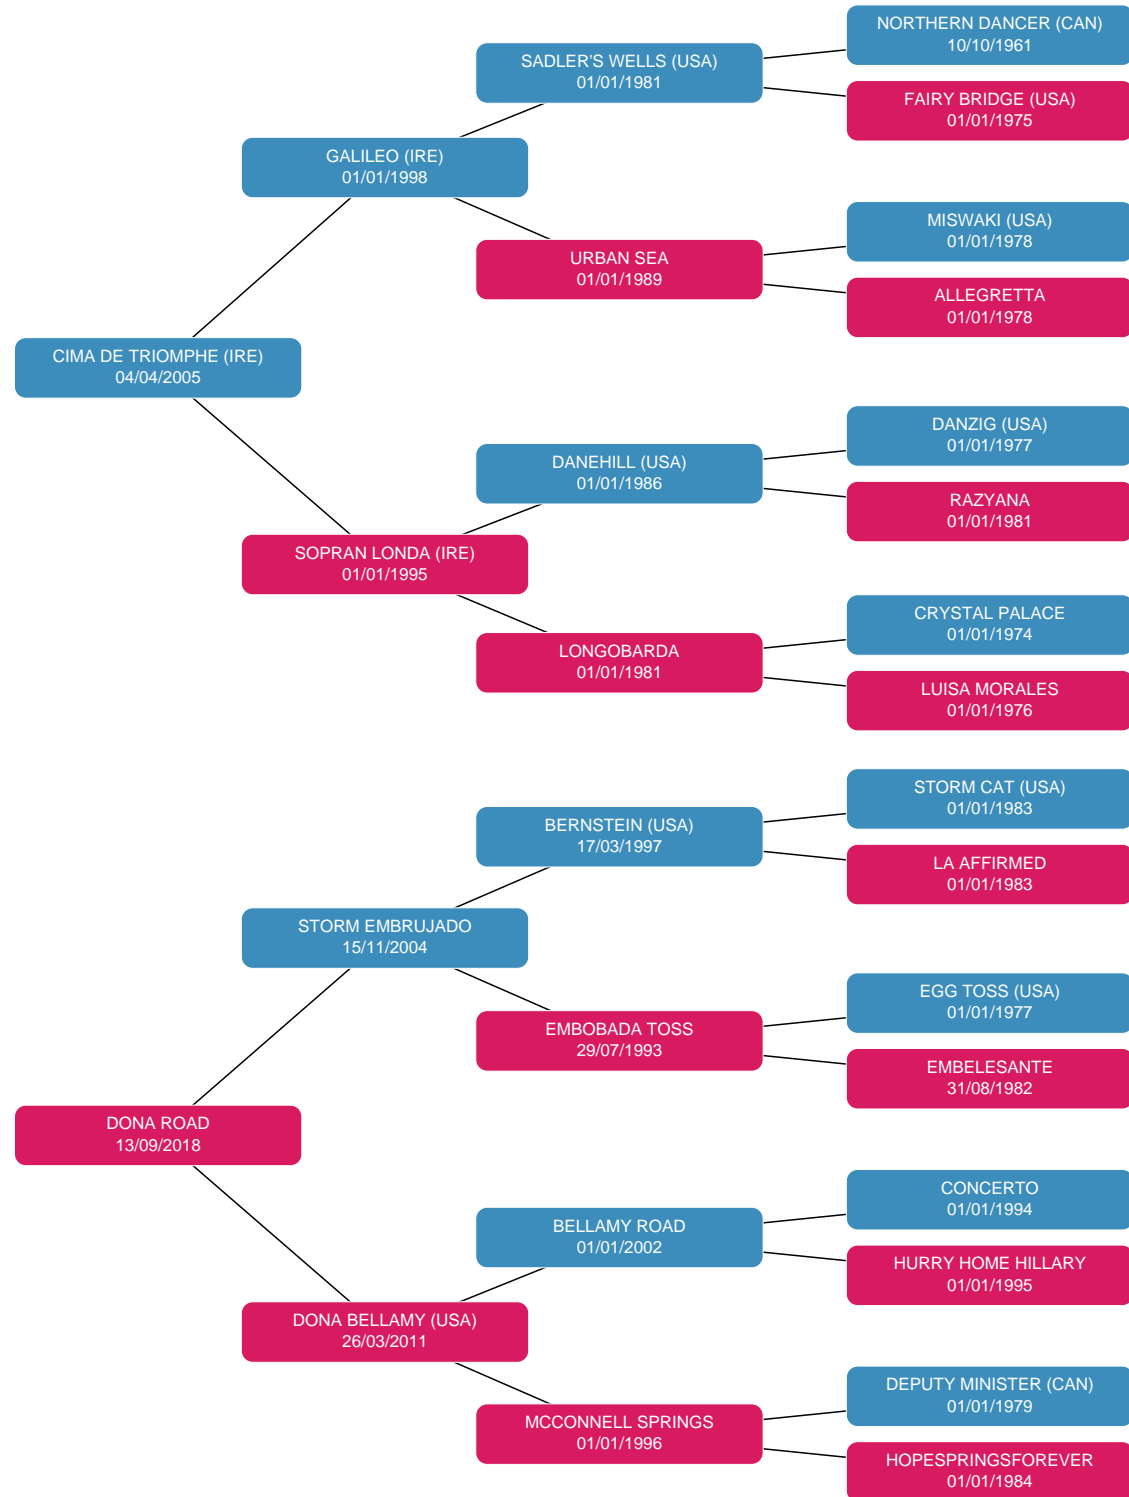 NORTHERN DANCER (CAN)
10/10/1961
SADLER'S WELLS (USA)
01/01/1981
FAIRY BRIDGE (USA)
01/01/1975
GALILEO (IRE)
01/01/1998
MISWAKI (USA)
01/01/1978
URBAN SEA
01/01/1989
ALLEGRETTA
01/01/1978
CIMA DE TRIOMPHE (IRE)
04/04/2005
DANZIG (USA)
01/01/1977
DANEHILL (USA)
01/01/1986
RAZYANA
01/01/1981
SOPRAN LONDA (IRE)
01/01/1995
CRYSTAL PALACE
01/01/1974
LONGOBARDA
01/01/1981
LUISA MORALES
01/01/1976
STORM CAT (USA)
01/01/1983
BERNSTEIN (USA)
17/03/1997
LA AFFIRMED
01/01/1983
STORM EMBRUJADO
15/11/2004
EGG TOSS (USA)
01/01/1977
EMBOBADA TOSS
29/07/1993
EMBELESANTE
31/08/1982
DONA ROAD
13/09/2018
CONCERTO
01/01/1994
BELLAMY ROAD
01/01/2002
HURRY HOME HILLARY
01/01/1995
DONA BELLAMY (USA)
26/03/2011
DEPUTY MINISTER (CAN)
01/01/1979
MCCONNELL SPRINGS
01/01/1996
HOPESPRINGSFOREVER
01/01/1984